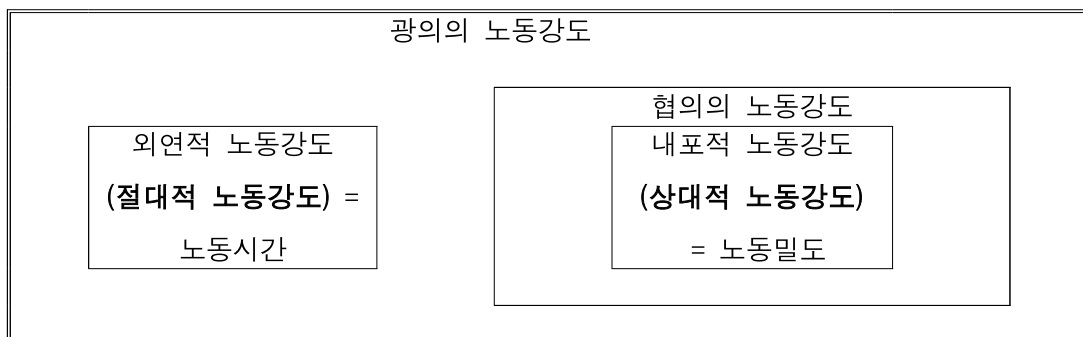 광의의 노동강도
협의의 노동강도
외연적 노동강도
(절대적 노동강도) =
노동시간
내포적 노동강도
(상대적 노동강도)
= 노동밀도